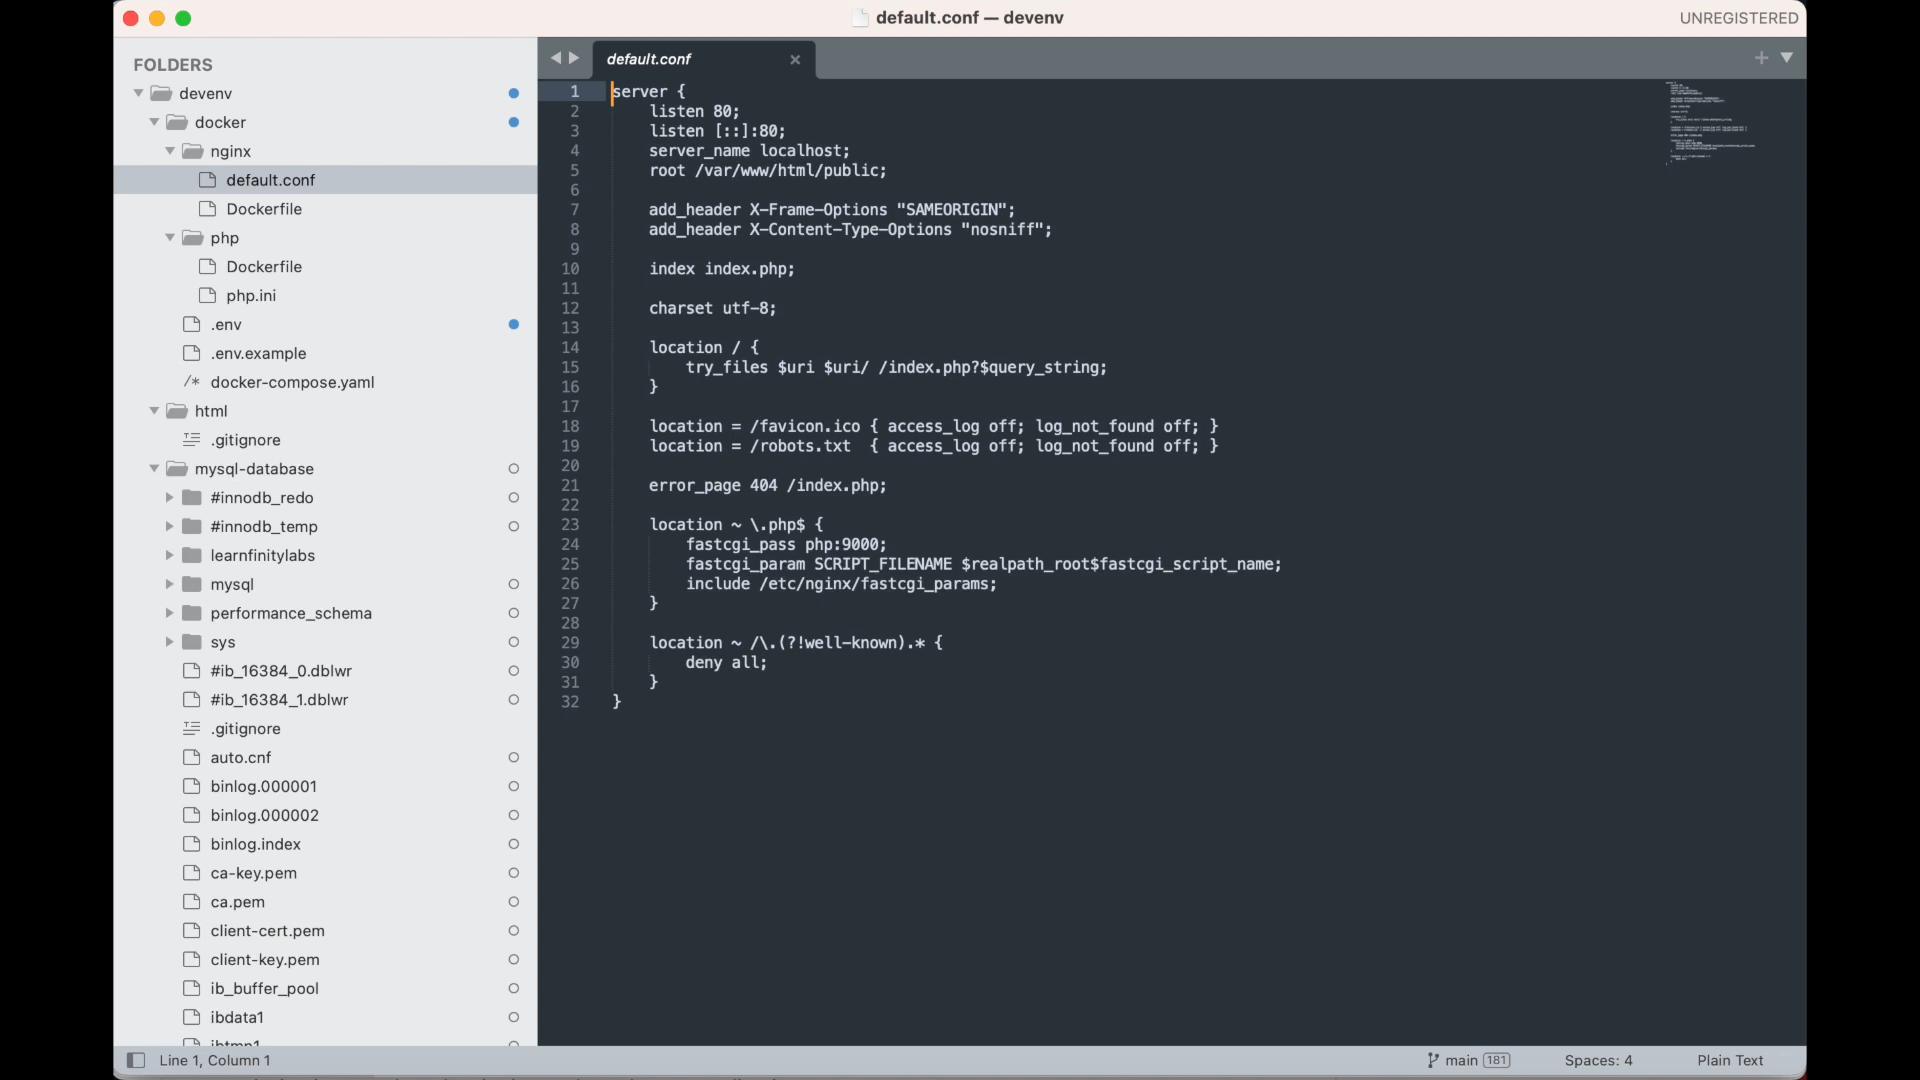 default.conf — devenv
UNREGISTERED
FOLDERS
devenv
docker
nginx
default.conf
Dockerfile
php
Dockerfile
php.ini
.env
.env.example
/* docker-compose.yaml
html
.gitignore
mysql-database
#innodb_redo
#innodb_temp
learnfinitylabs
mysql
performance_schema
sys
#ib_16384_0.dblwr
#ib_16384_1.dblwr
.gitignore
auto.cnf
binlog.000001
binlog.000002
binlog.index
ca-key.pem
ca.pem
client-cert.pem
client-key.pem
ib_buffer_pool
ibdata1
default.conf
1 server {
2     listen 80;
3     listen [::]:80;
4     server_name localhost;
5     root /var/www/html/public;
6
7     add_header X-Frame-Options "SAMEORIGIN";
8     add_header X-Content-Type-Options "nosniff";
9
10     index index.php;
11
12     charset utf-8;
13
14     location / {
15         try_files $uri $uri/ /index.php?$query_string;
16     }
17
18     location = /favicon.ico { access_log off; log_not_found off; }
19     location = /robots.txt  { access_log off; log_not_found off; }
20
21     error_page 404 /index.php;
22
23     location ~ \.php$ {
24         fastcgi_pass php:9000;
25         fastcgi_param SCRIPT_FILENAME $realpath_root$fastcgi_script_name;
26         include /etc/nginx/fastcgi_params;
27     }
28
29     location ~ /\.(?!well-known).* {
30         deny all;
31     }
32 }
Line 1, Column 1
main 181
Spaces: 4
Plain Text